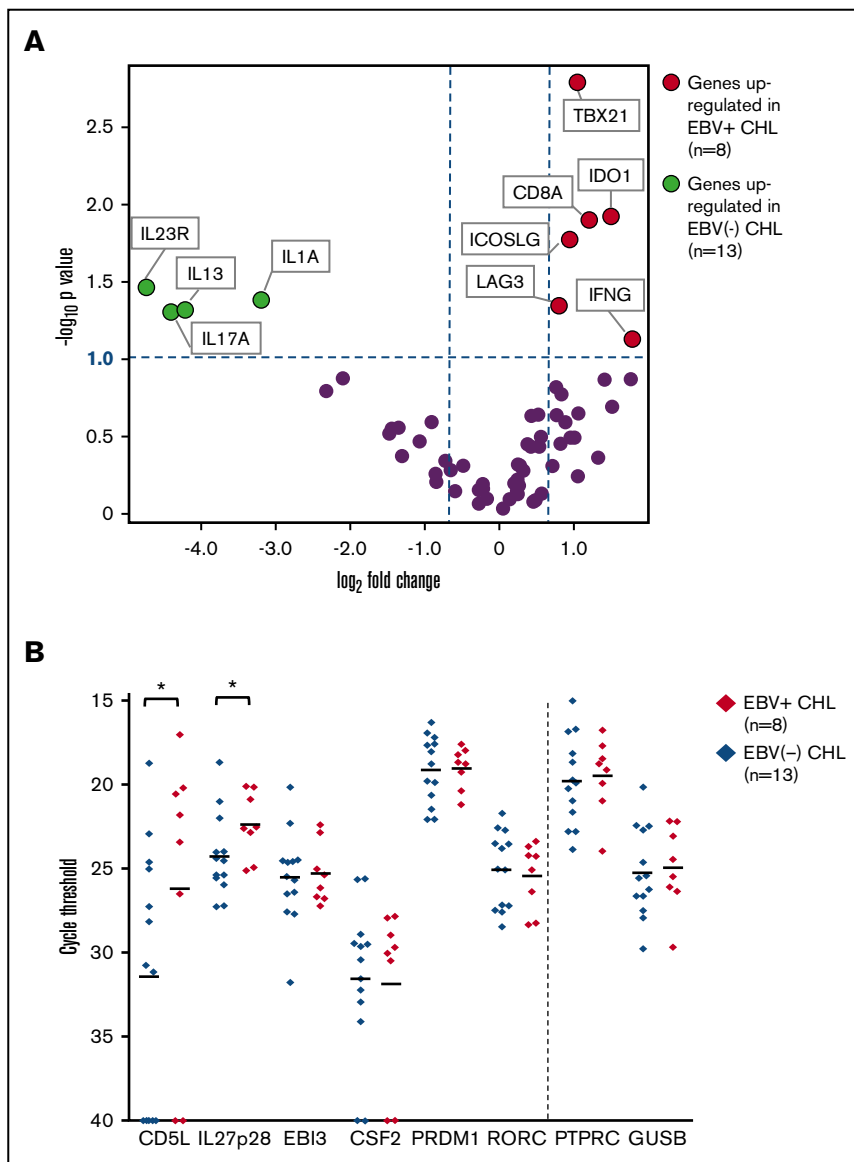 A
2.5
2.0
1.5
1.0
0.5
0
-log10 p value
-4.0
-3.0
-2.0
-1.0
0
1.0
log2 fold change
TBX21
IDO1
CD8A
ICOSLG
LAG3
IFNG
IL23R
IL13
IL1A
IL17A
Genes up-
regulated in
EBV+ CHL
(n=8)
Genes up-
regulated in
EBV(-) CHL
(n=13)
B
15
20
25
30
35
40
Cycle threshold
*
*
CD5L
IL27p28
EBI3
CSF2
PRDM1
RORC
PTPRC
GUSB
EBV+ CHL
(n=8)
EBV(−) CHL
(n=13)